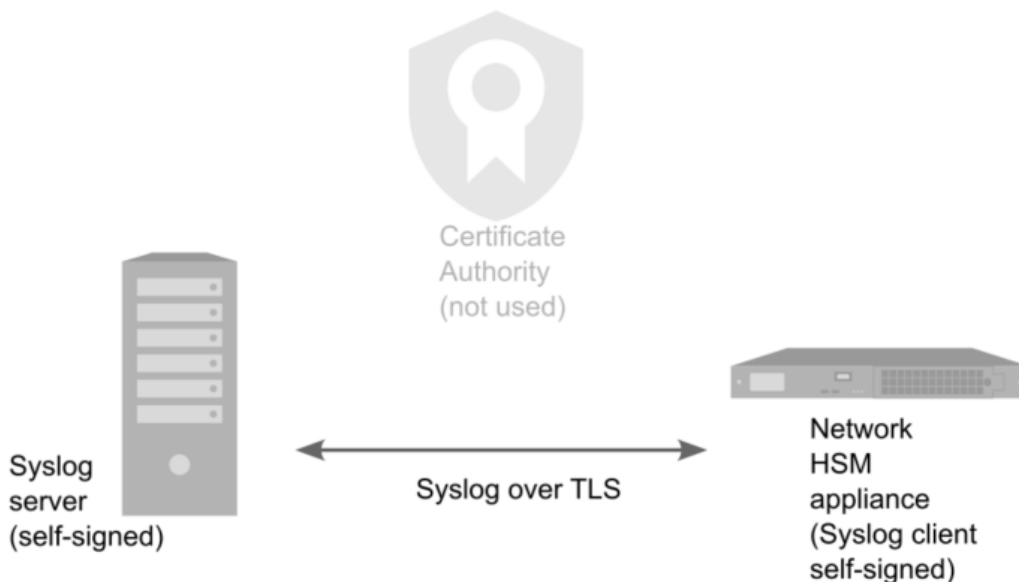 Certificate
Authority
(not used)
Syslog
server
(self-signed)
Syslog over TLS
Network
HSM
appliance
(Syslog client
self-signed)